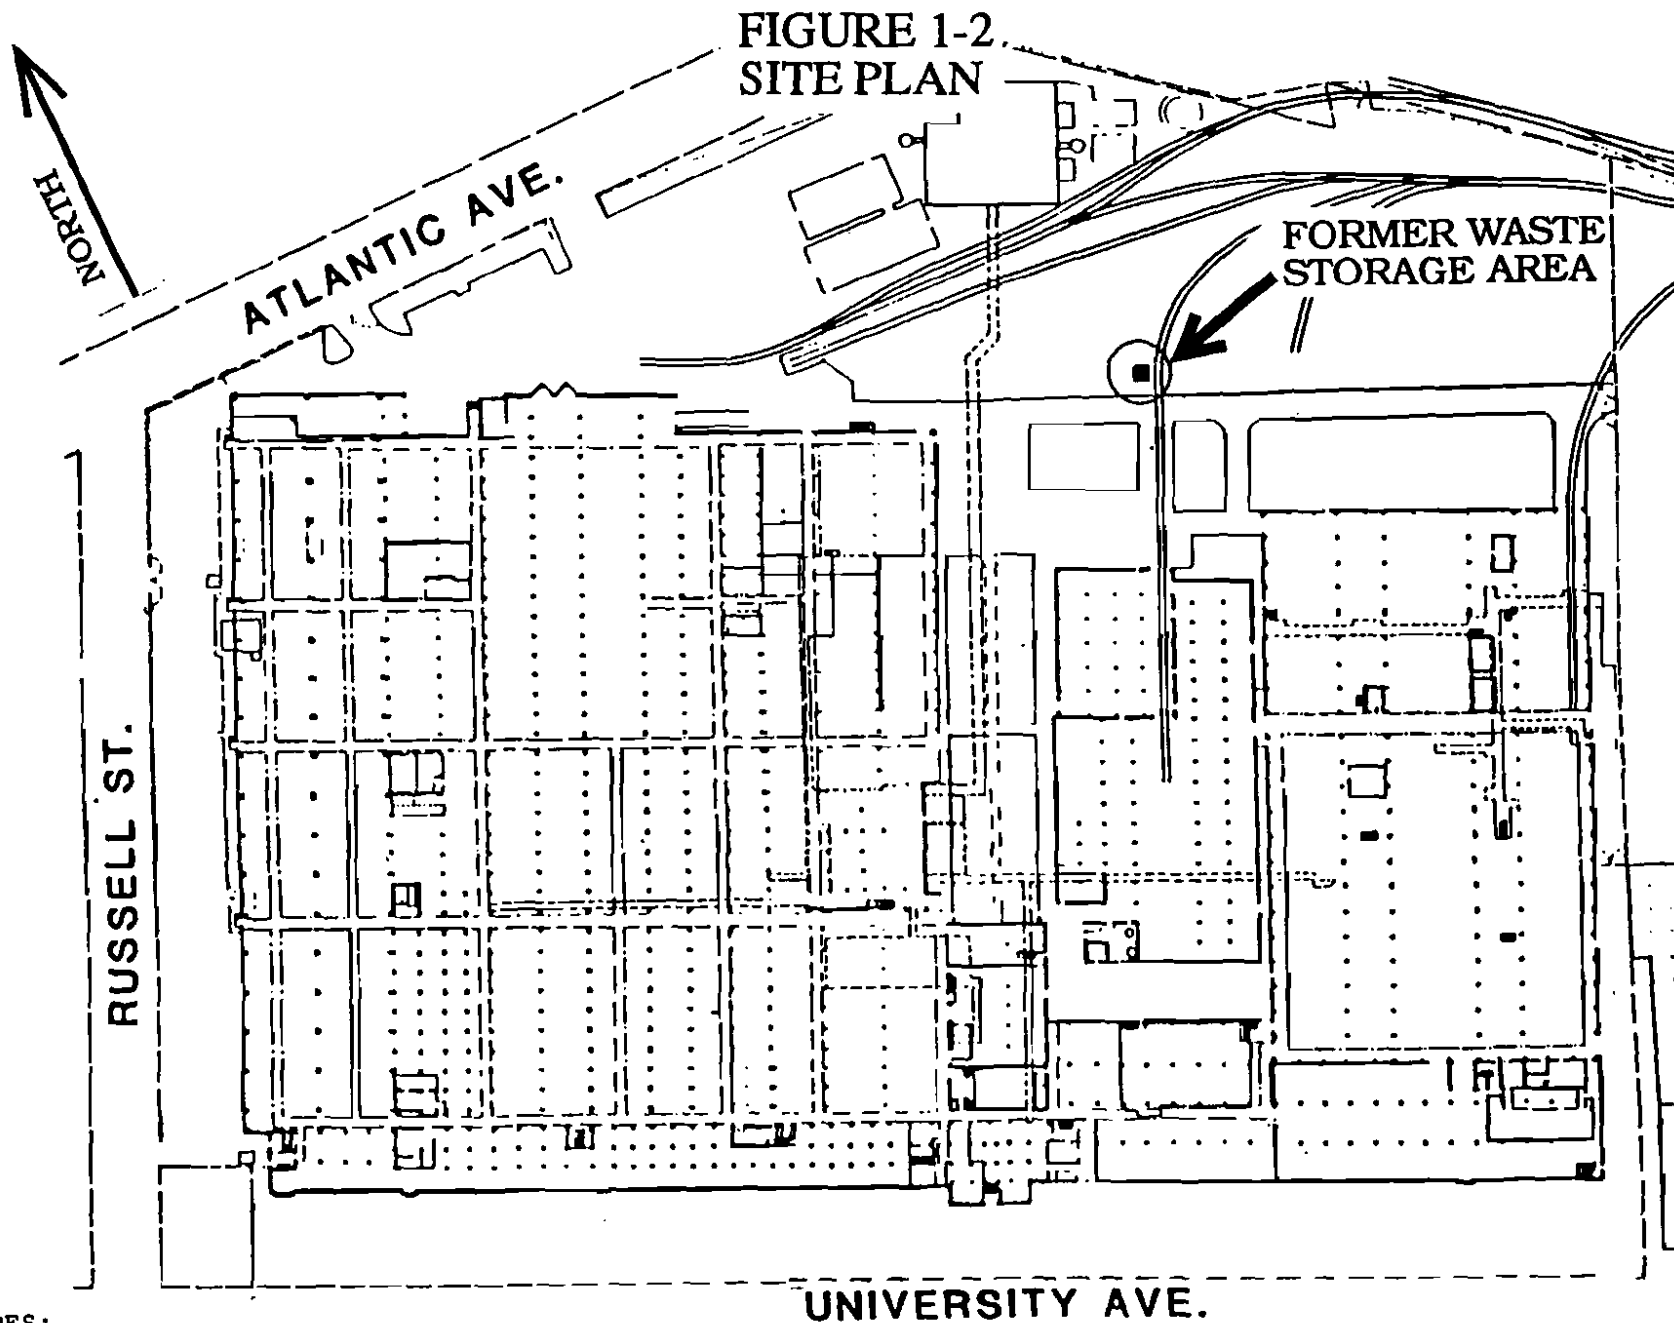 FIGURE 1-2
SITE PLAN
NORTH
ATLANTIC AVE.
FORMER WASTE
STORAGE AREA
RUSSELL ST.
UNIVERSITY AVE.